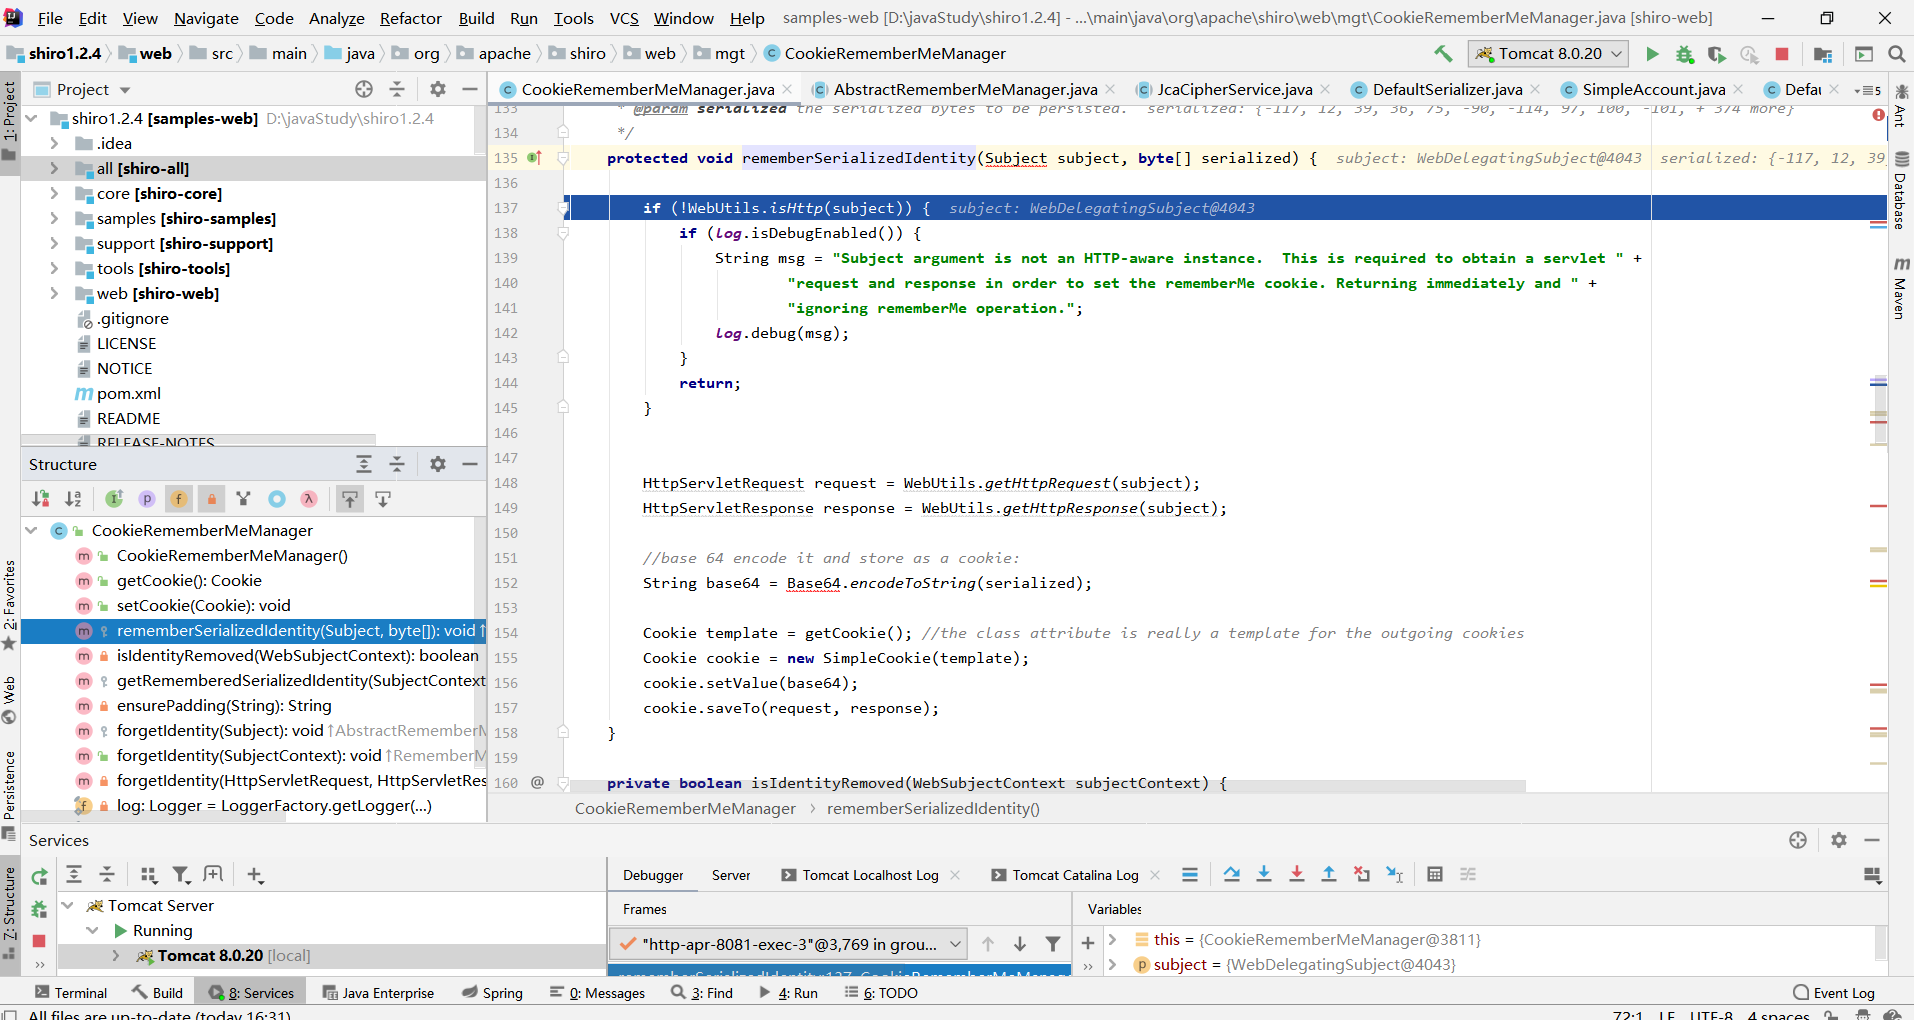 File Edit View Navigate Code Analyze Refactor Build Run Tools VCS Window Help samples-web [D:\javaStudy\shiro1.2.4] - ...\main\java\org\apache\shiro\web\mgt\CookieRememberMeManager.java [shiro-web]
shiro1.2.4 web src main java org apache shiro web mgt CookieRememberMeManager Tomcat 8.0.20
1: Project
2: Favorites
Web
Persistence
Z: Structure
Project
shiro1.2.4 [samples-web] D:\javaStudy\shiro1.2.4
.idea
all [shiro-all]
core [shiro-core]
samples [shiro-samples]
support [shiro-support]
tools [shiro-tools]
web [shiro-web]
.gitignore
LICENSE
NOTICE
pom.xml
README
RELEASE-NOTES
Structure
CookieRememberMeManager
CookieRememberMeManager()
getCookie(): Cookie
setCookie(Cookie): void
rememberSerializedIdentity(Subject, byte[]): void ↑
isIdentityRemoved(WebSubjectContext): boolean
getRememberedSerializedIdentity(SubjectContext
ensurePadding(String): String
forgetIdentity(Subject): void ↑AbstractRememberM
forgetIdentity(SubjectContext): void ↑RememberM
forgetIdentity(HttpServletRequest, HttpServletRes
log: Logger = LoggerFactory.getLogger(...)
CookieRememberMeManager.java AbstractRememberMeManager.java JcaCipherService.java DefaultSerializer.java SimpleAccount.java Defau 5
133 * @param serialized the serialized bytes to be persisted. serialized: {-117, 12, 39, 36, 75, -90, -114, 97, 100, -101, + 374 more}
134 */
135 protected void rememberSerializedIdentity(Subject subject, byte[] serialized) { subject: WebDelegatingSubject@4043 serialized: {-117, 12, 39,
136
137 if (!WebUtils.isHttp(subject)) { subject: WebDelegatingSubject@4043
138 if (log.isDebugEnabled()) {
139 String msg = "Subject argument is not an HTTP-aware instance.  This is required to obtain a servlet " +
140 "request and response in order to set the rememberMe cookie. Returning immediately and " +
141 "ignoring rememberMe operation.";
142 log.debug(msg);
143 }
144 return;
145 }
146
147
148 HttpServletRequest request = WebUtils.getHttpRequest(subject);
149 HttpServletResponse response = WebUtils.getHttpResponse(subject);
150
151 //base 64 encode it and store as a cookie:
152 String base64 = Base64.encodeToString(serialized);
153
154 Cookie template = getCookie(); //the class attribute is really a template for the outgoing cookies
155 Cookie cookie = new SimpleCookie(template);
156 cookie.setValue(base64);
157 cookie.saveTo(request, response);
158 }
159
160 @ private boolean isIdentityRemoved(WebSubjectContext subjectContext) {
CookieRememberMeManager rememberSerializedIdentity()
Ant
Database
Maven
Services
Tomcat Server
Running
Tomcat 8.0.20 [local]
Debugger Server Tomcat Localhost Log Tomcat Catalina Log
Frames
"http-apr-8081-exec-3"@3,769 in grou...
rememberSerializedIdentity:137, CookieRememberMeManage
Variables
this = {CookieRememberMeManager@3811}
subject = {WebDelegatingSubject@4043}
Terminal Build 8: Services Java Enterprise Spring 0: Messages 3: Find 4: Run 6: TODO Event Log
All files are up-to-date (today 16:31) 72:1 LF UTF-8 4 spaces